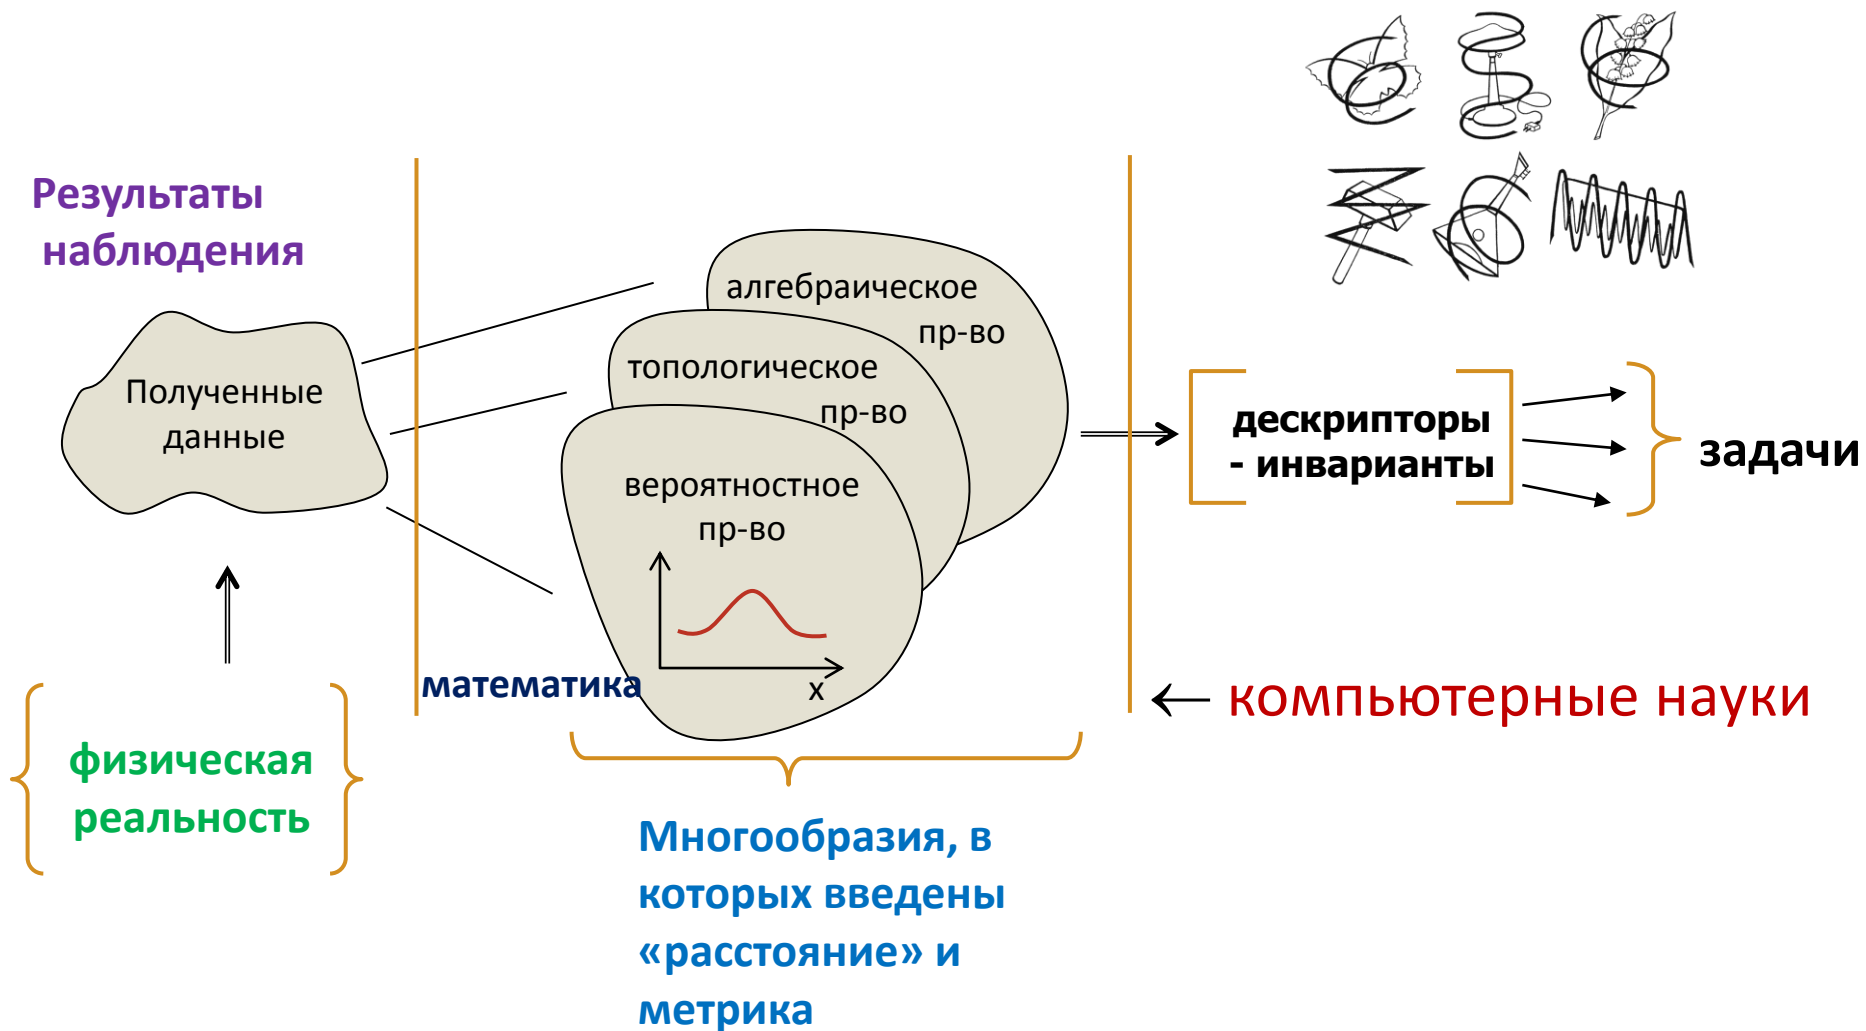 Результаты
наблюдения
Полученные
данные
физическая
реальность
математика
алгебраическое
пр-во
топологическое
пр-во
вероятностное
пр-во
x
Многообразия, в
которых введены
«расстояние» и
метрика
дескрипторы
- инварианты
задачи
← компьютерные науки